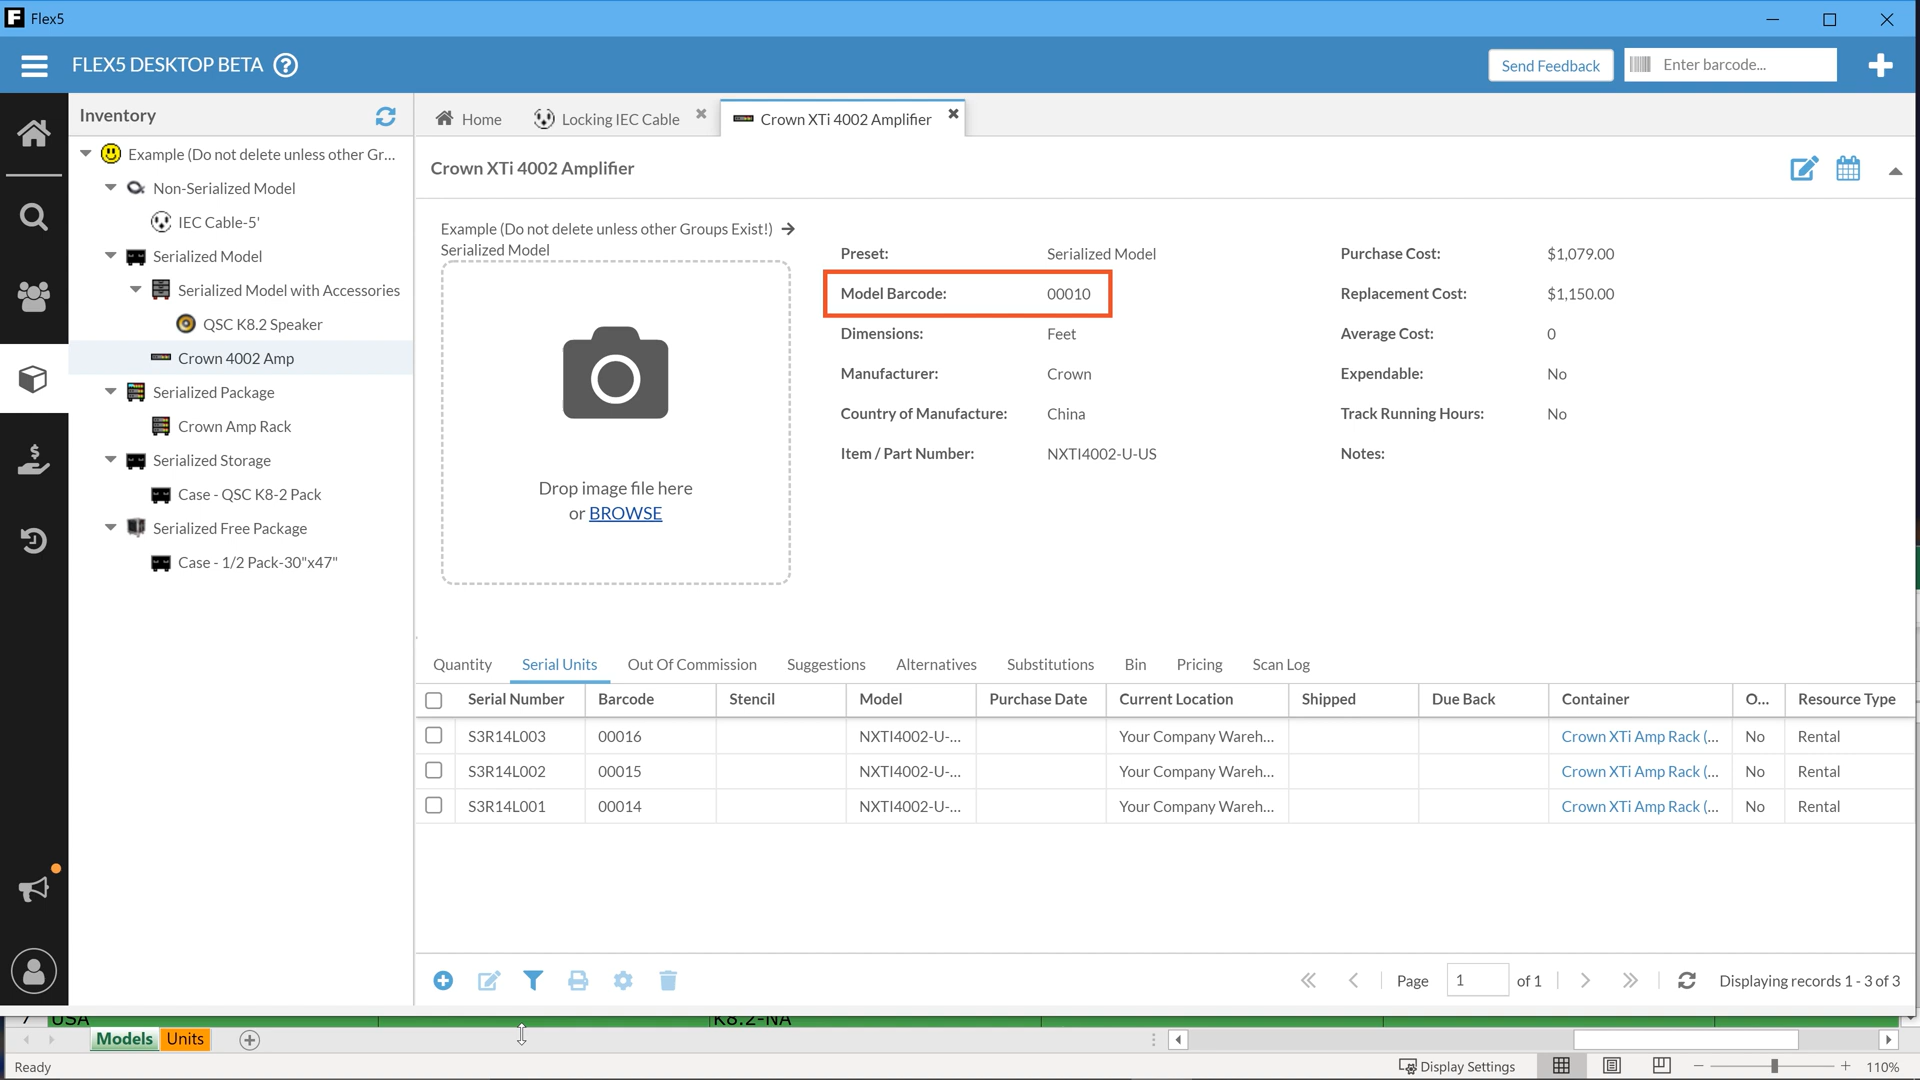 Flex5
FLEX5 DESKTOP BETA ?
Send Feedback
Enter barcode...
Inventory
Example (Do not delete unless other Gr...
Non-Serialized Model
IEC Cable-5'
Serialized Model
Serialized Model with Accessories
QSC K8.2 Speaker
Crown 4002 Amp
Serialized Package
Crown Amp Rack
Serialized Storage
Case - QSC K8-2 Pack
Serialized Free Package
Case - 1/2 Pack-30"x47"
Home
Locking IEC Cable
Crown XTi 4002 Amplifier
Crown XTi 4002 Amplifier
Example (Do not delete unless other Groups Exist!) →
Serialized Model
Drop image file here
or BROWSE
Preset: Serialized Model
Model Barcode: 00010
Dimensions: Feet
Manufacturer: Crown
Country of Manufacture: China
Item / Part Number: NXTI4002-U-US
Purchase Cost: $1,079.00
Replacement Cost: $1,150.00
Average Cost: 0
Expendable: No
Track Running Hours: No
Notes:
Quantity Serial Units Out Of Commission Suggestions Alternatives Substitutions Bin Pricing Scan Log
Serial Number Barcode Stencil Model Purchase Date Current Location Shipped Due Back Container O... Resource Type
S3R14L003 00016 NXTI4002-U-... Your Company Wareh... Crown XTi Amp Rack (... No Rental
S3R14L002 00015 NXTI4002-U-... Your Company Wareh... Crown XTi Amp Rack (... No Rental
S3R14L001 00014 NXTI4002-U-... Your Company Wareh... Crown XTi Amp Rack (... No Rental
Page 1 of 1 Displaying records 1 - 3 of 3
7 USA K8.2-NA
Models Units
Ready Display Settings 110%